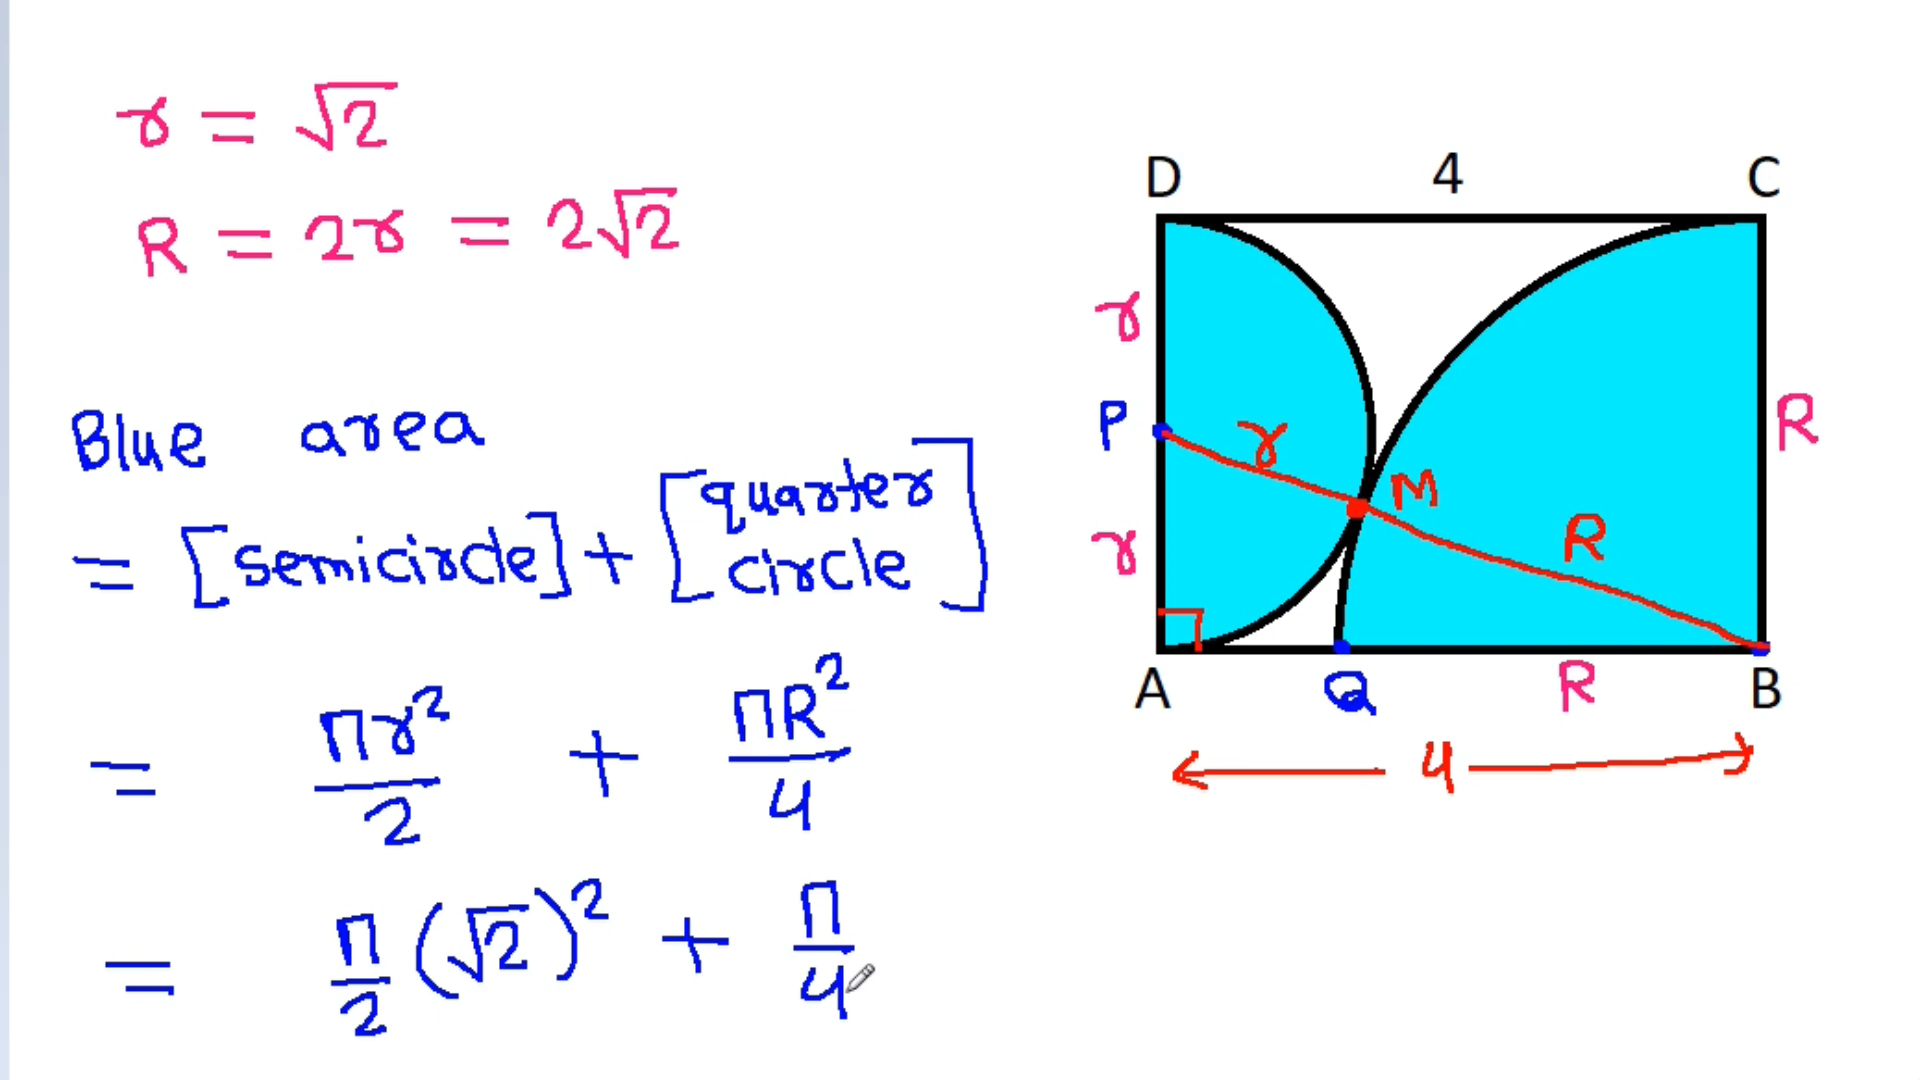 r = √2
R = 2r = 2√2
Blue area
= [semicircle] + [quarter circle]
= πr²/2 + πR²/4
= π/2 (√2)² + π/4
D 4 C
r
P r M R
r R
A Q R B
4